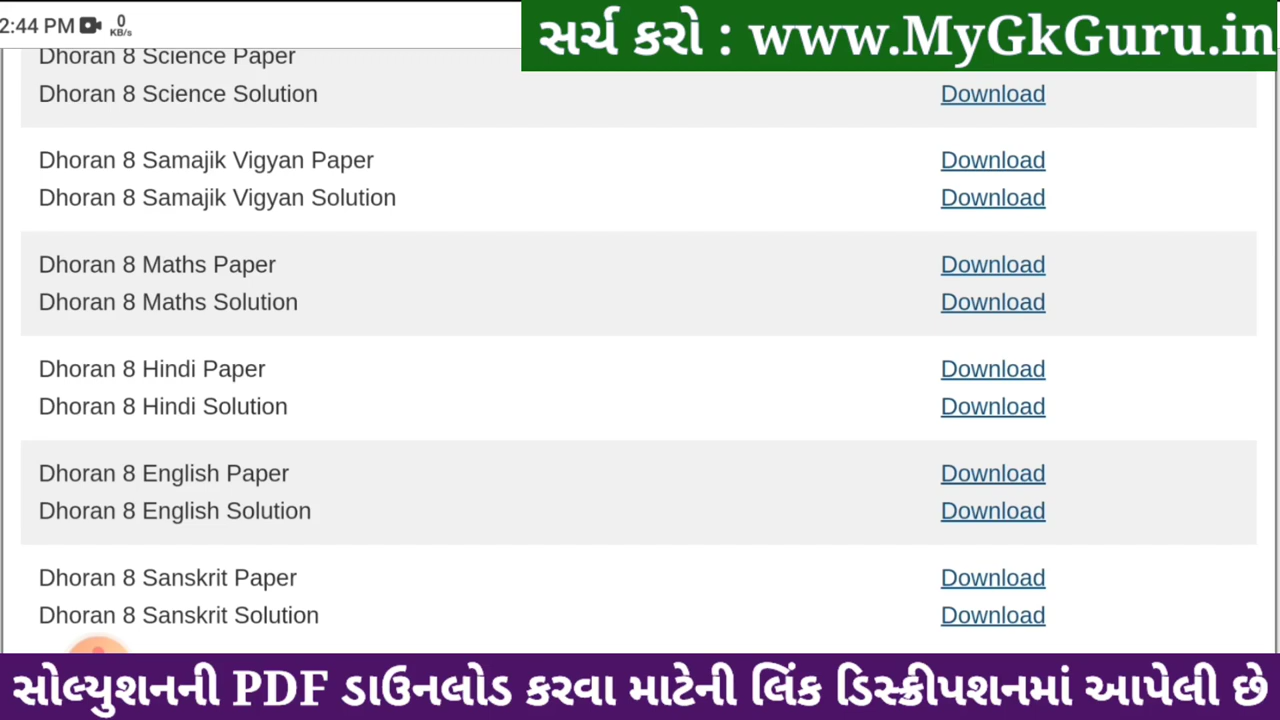 2:44 PM 0 KB/s
સર્ચ કરો : www.MyGkGuru.in
Dhoran 8 Science Paper
Dhoran 8 Science Solution Download
Dhoran 8 Samajik Vigyan Paper Download
Dhoran 8 Samajik Vigyan Solution Download
Dhoran 8 Maths Paper Download
Dhoran 8 Maths Solution Download
Dhoran 8 Hindi Paper Download
Dhoran 8 Hindi Solution Download
Dhoran 8 English Paper Download
Dhoran 8 English Solution Download
Dhoran 8 Sanskrit Paper Download
Dhoran 8 Sanskrit Solution Download
સોલ્યુશનની PDF ડાઉનલોડ કરવા માટેની લિંક ડિસ્ક્રીપશનમાં આપેલી છે